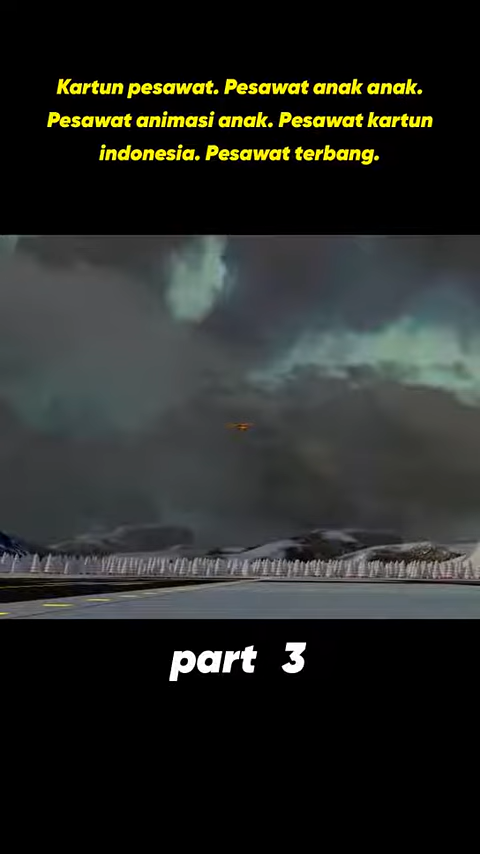 Kartun pesawat. Pesawat anak anak.
Pesawat animasi anak. Pesawat kartun
indonesia. Pesawat terbang.
part 3